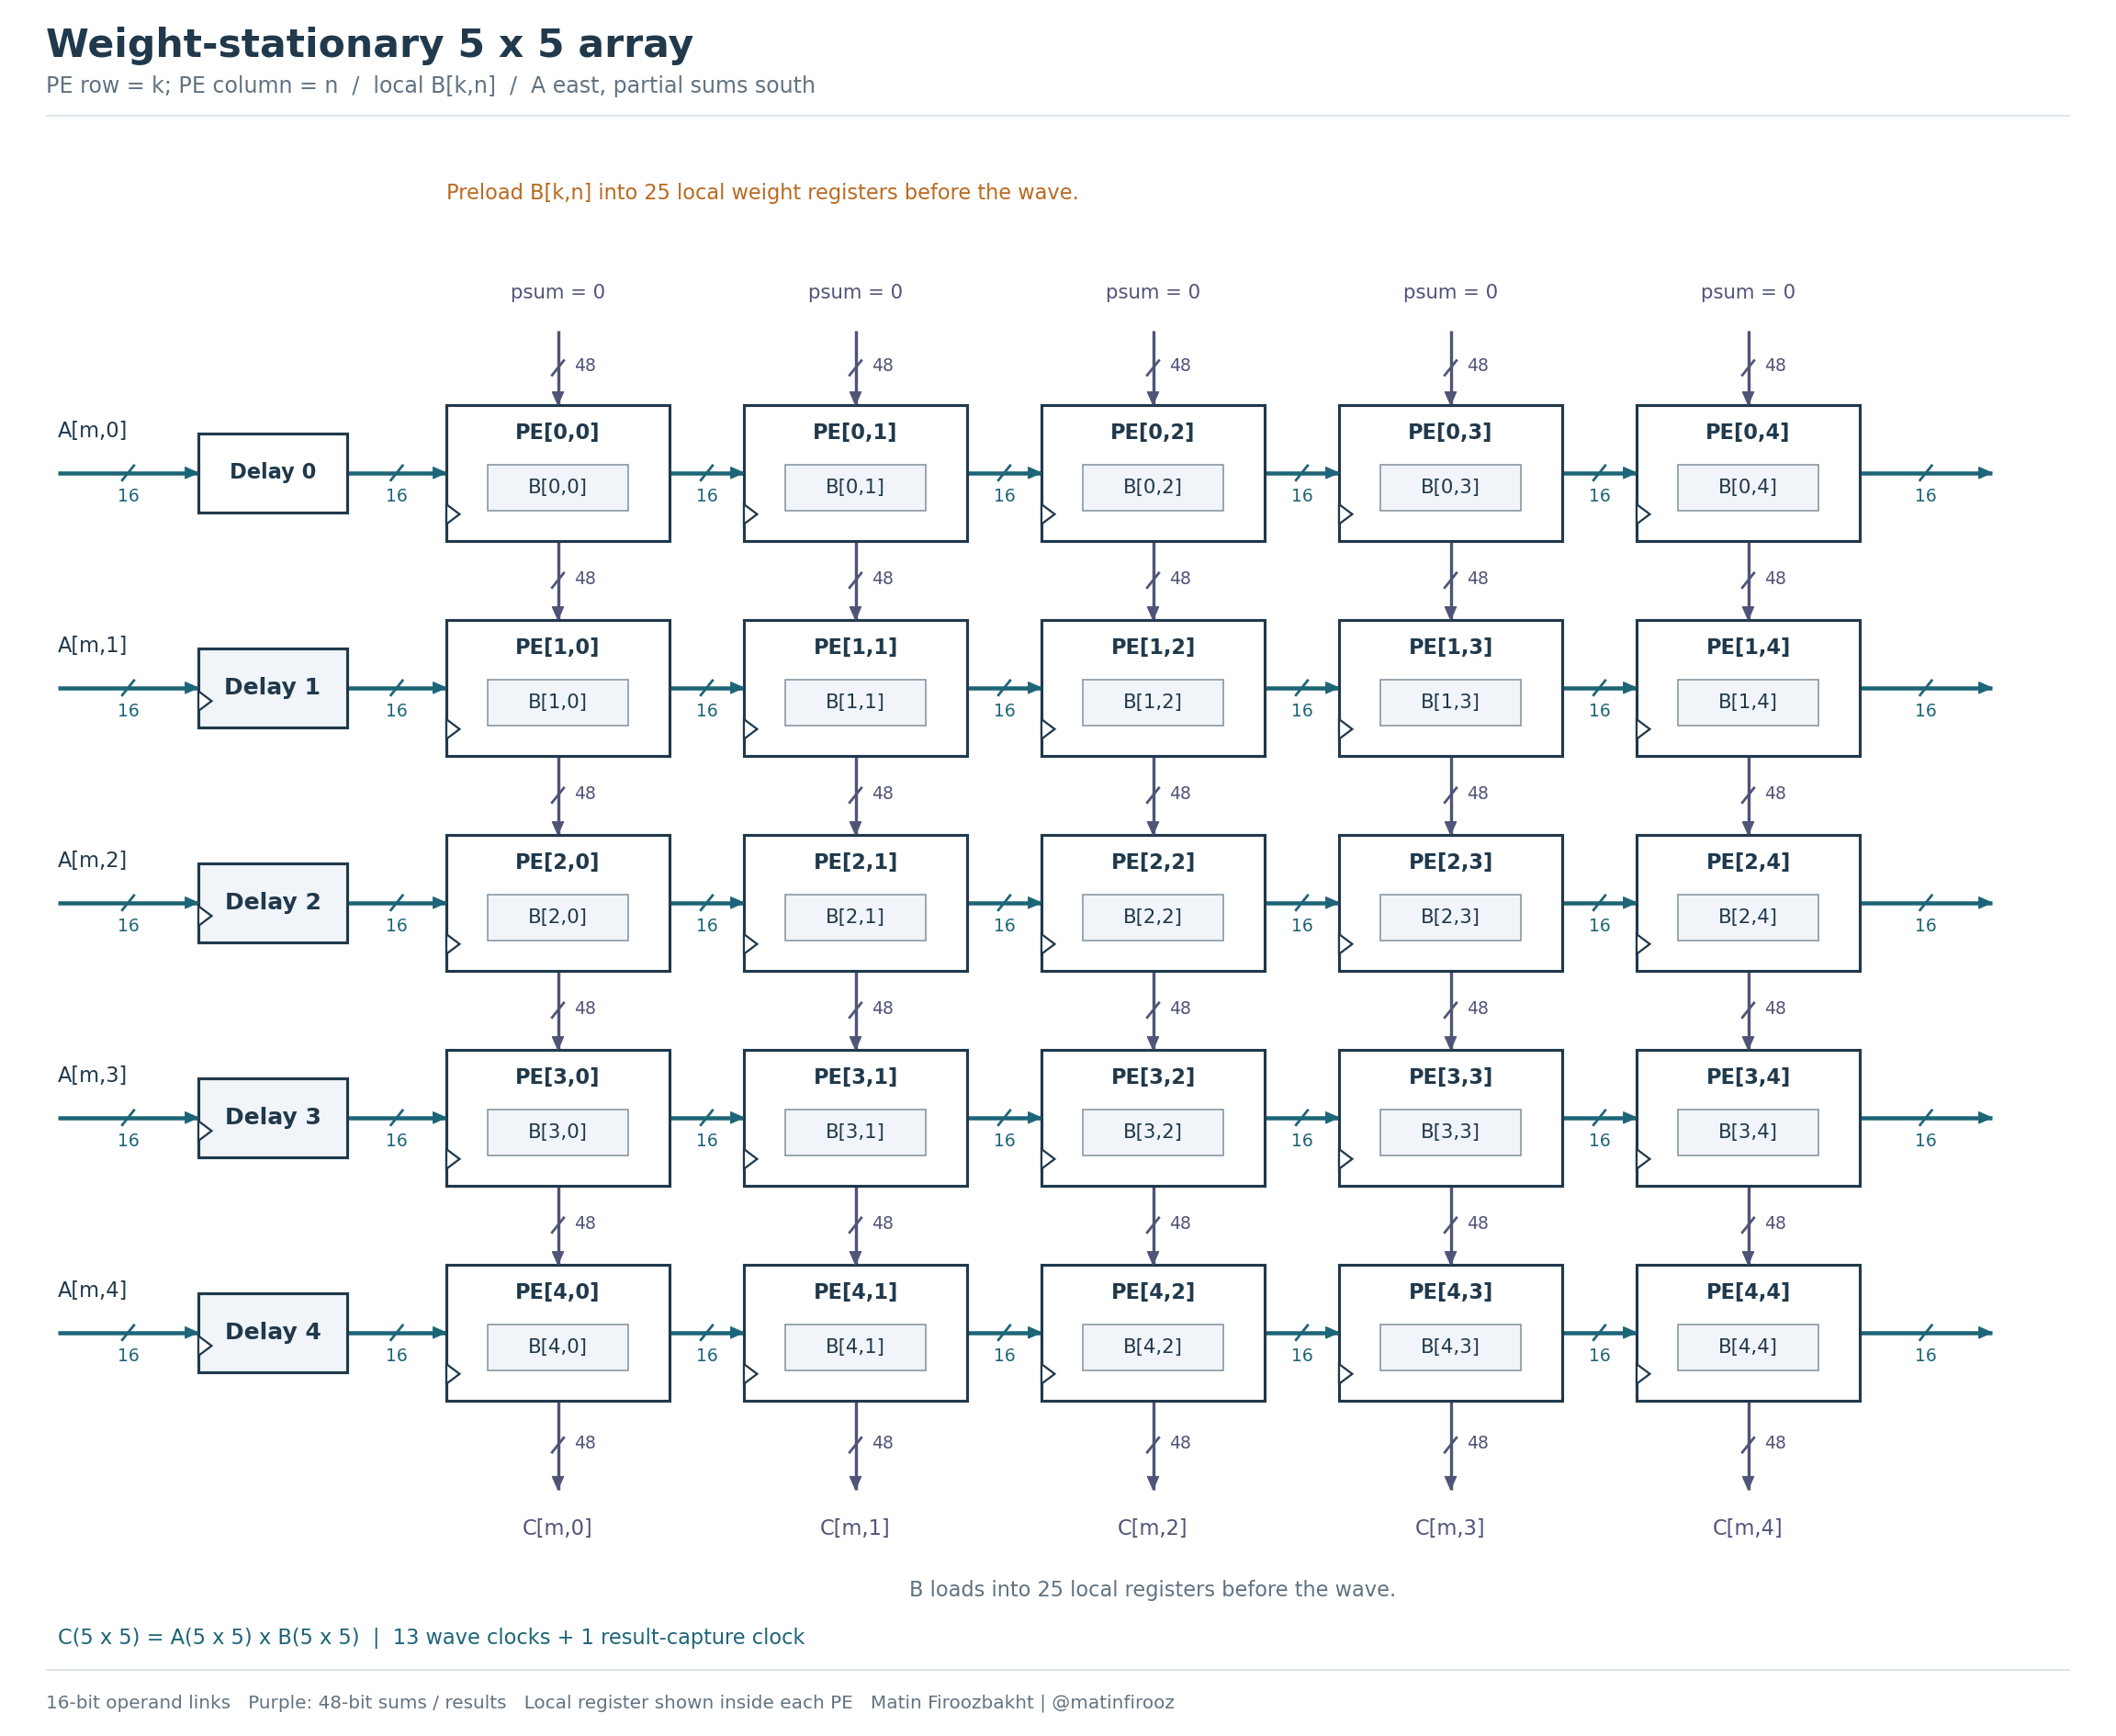 Weight-stationary 5 x 5 array
PE row = k; PE column = n / local B[k,n] / A east, partial sums south
Preload B[k,n] into 25 local weight registers before the wave.
psum = 0 psum = 0 psum = 0 psum = 0 psum = 0
48 48 48 48 48
A[m,0] PE[0,0] PE[0,1] PE[0,2] PE[0,3] PE[0,4]
Delay 0 B[0,0] B[0,1] B[0,2] B[0,3] B[0,4]
16 16 16 16 16 16 16
48 48 48 48 48
A[m,1] PE[1,0] PE[1,1] PE[1,2] PE[1,3] PE[1,4]
Delay 1 B[1,0] B[1,1] B[1,2] B[1,3] B[1,4]
16 16 16 16 16 16 16
48 48 48 48 48
A[m,2] PE[2,0] PE[2,1] PE[2,2] PE[2,3] PE[2,4]
Delay 2 B[2,0] B[2,1] B[2,2] B[2,3] B[2,4]
16 16 16 16 16 16 16
48 48 48 48 48
A[m,3] PE[3,0] PE[3,1] PE[3,2] PE[3,3] PE[3,4]
Delay 3 B[3,0] B[3,1] B[3,2] B[3,3] B[3,4]
16 16 16 16 16 16 16
48 48 48 48 48
A[m,4] PE[4,0] PE[4,1] PE[4,2] PE[4,3] PE[4,4]
Delay 4 B[4,0] B[4,1] B[4,2] B[4,3] B[4,4]
16 16 16 16 16 16 16
48 48 48 48 48
C[m,0] C[m,1] C[m,2] C[m,3] C[m,4]
B loads into 25 local registers before the wave.
C(5 x 5) = A(5 x 5) x B(5 x 5) | 13 wave clocks + 1 result-capture clock
16-bit operand links Purple: 48-bit sums / results Local register shown inside each PE Matin Firoozbakht | @matinfirooz